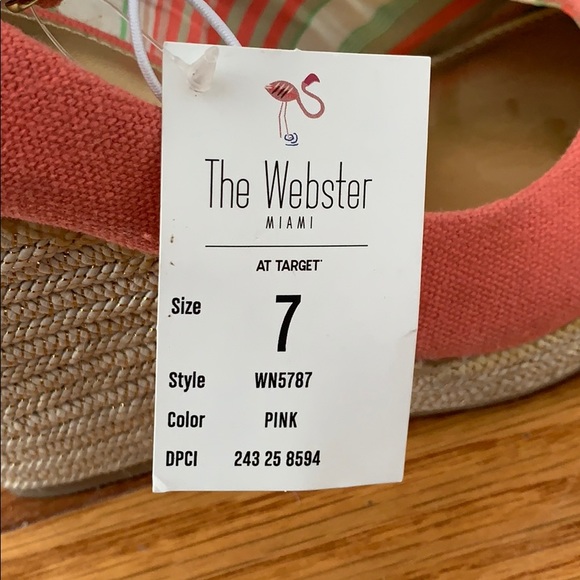 The Webster
MIAMI
AT TARGET
Size 7
Style WN5787
Color PINK
DPCI 243 25 8594